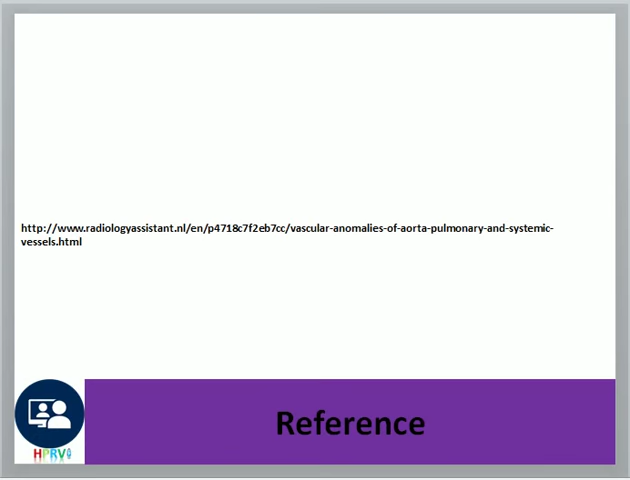 http://www.radiologyassistant.nl/en/p4718c7f2eb7cc/vascular-anomalies-of-aorta-pulmonary-and-systemic-
vessels.html
Reference
HPRV